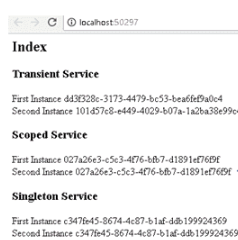 localhost:50297
Index
Transient Service
First Instance dd3f328c-3173-4479-bc53-bea6fef9a0c4
Second Instance 101d57c8-e449-4029-b07a-1a2ba38e99c
Scoped Service
First Instance 027a26e3-c5c3-4f76-bfb7-d1891ef76f9f
Second Instance 027a26e3-c5c3-4f76-bfb7-d1891ef76f9f
Singleton Service
First Instance c347fe45-8674-4c87-b1af-ddb199924369
Second Instance c347fe45-8674-4c87-b1af-ddb199924369